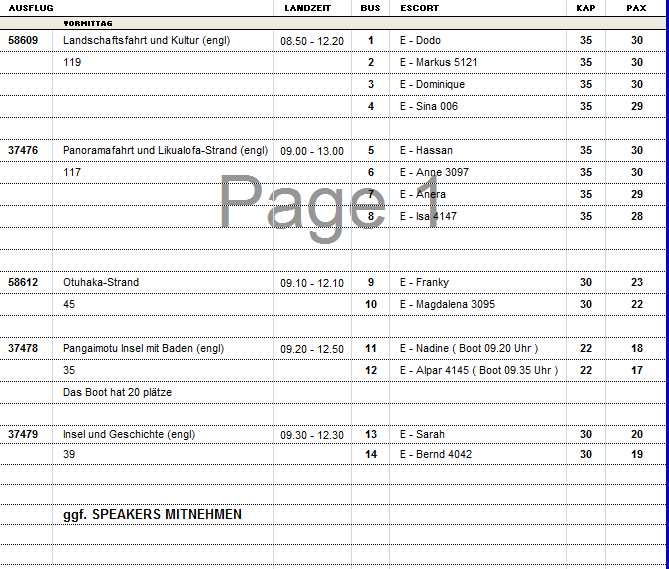 AUSFLUG LANDZEIT BUS ESCORT KAP PAX
VORMITTAG
58609 Landschaftsfahrt und Kultur (engl) 08.50 - 12.20 1 E - Dodo 35 30
119 2 E - Markus 5121 35 30
3 E - Dominique 35 30
4 E - Sina 006 35 29
37476 Panoramafahrt und Likualofa-Strand (engl) 09.00 - 13.00 5 E - Hassan 35 30
117 6 E - Anne 3097 35 30
7 E - Anera 35 29
8 E - Isa 4147 35 28
Page 1
58612 Otuhaka-Strand 09.10 - 12.10 9 E - Franky 30 23
45 10 E - Magdalena 3095 30 22
37478 Pangaimotu Insel mit Baden (engl) 09.20 - 12.50 11 E - Nadine ( Boot 09.20 Uhr ) 22 18
35 12 E - Alpar 4145 ( Boot 09.35 Uhr ) 22 17
Das Boot hat 20 plätze
37479 Insel und Geschichte (engl) 09.30 - 12.30 13 E - Sarah 30 20
39 14 E - Bernd 4042 30 19
ggf. SPEAKERS MITNEHMEN